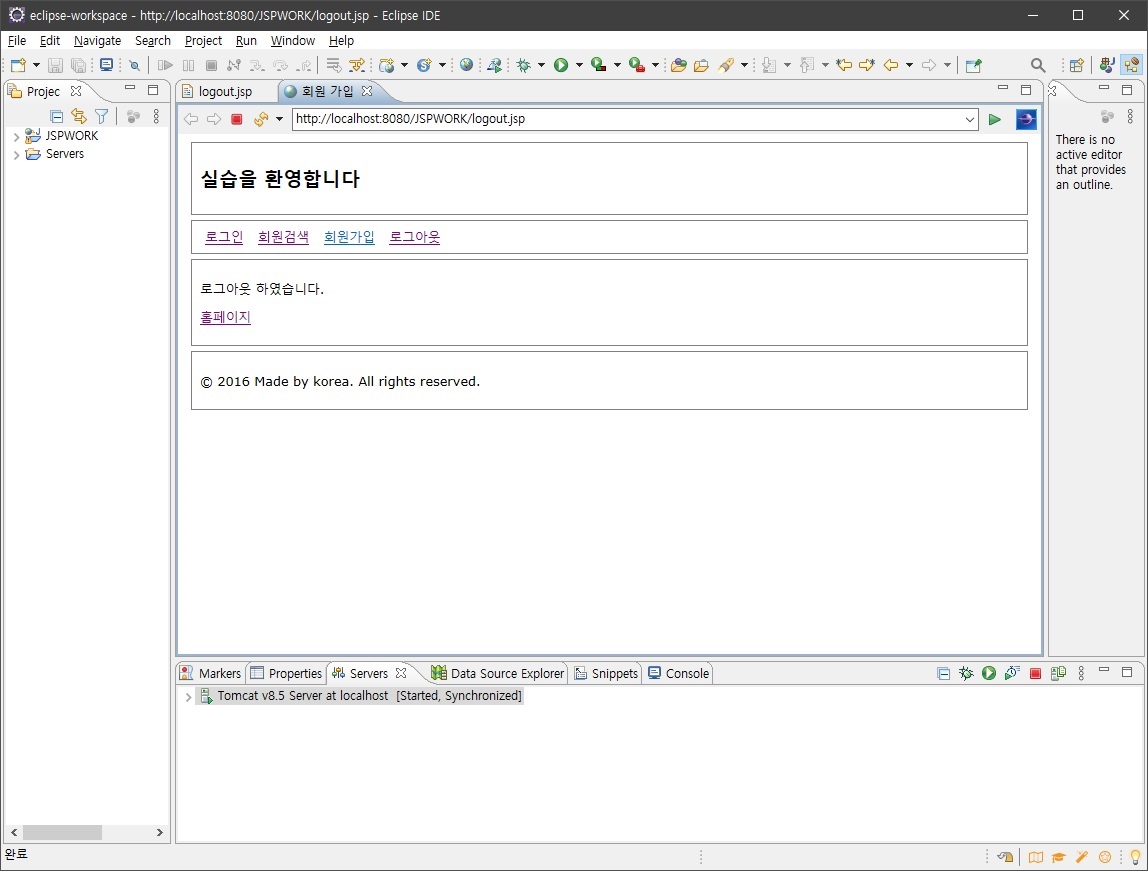 eclipse-workspace - http://localhost:8080/JSPWORK/logout.jsp - Eclipse IDE
File Edit Navigate Search Project Run Window Help
Projec
JSPWORK
Servers
logout.jsp 회원 가입
http://localhost:8080/JSPWORK/logout.jsp
실습을 환영합니다
로그인 회원검색 회원가입 로그아웃
로그아웃 하였습니다.
홈페이지
© 2016 Made by korea. All rights reserved.
There is no
active editor
that provides
an outline.
Markers Properties Servers Data Source Explorer Snippets Console
Tomcat v8.5 Server at localhost [Started, Synchronized]
완료